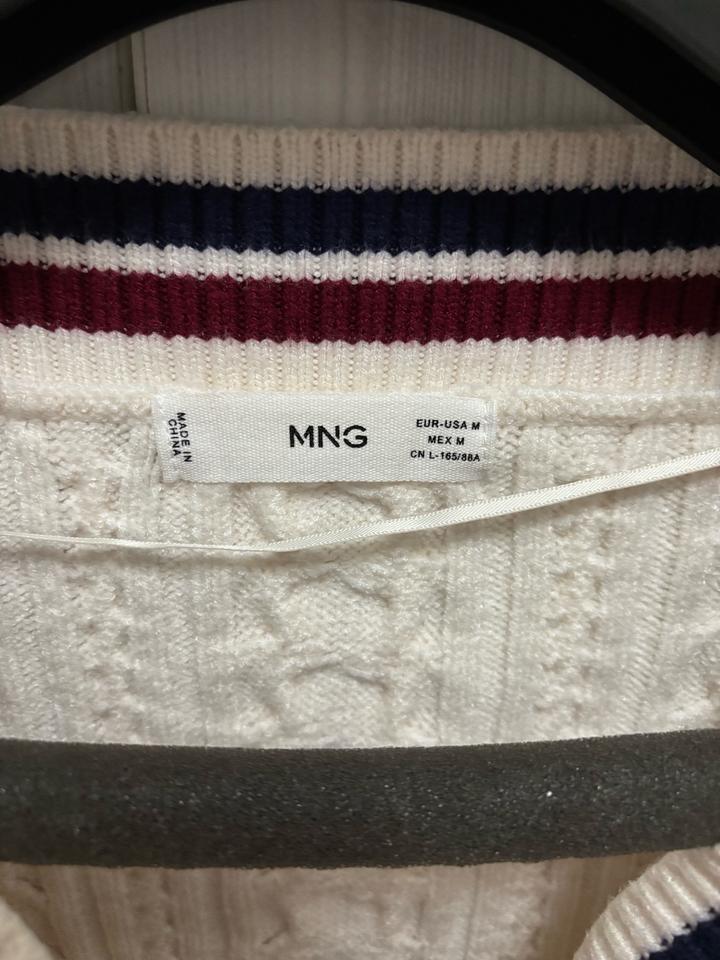 MADE IN
CHINA
MNG
EUR-USA M
MEX M
CN L-165/88A